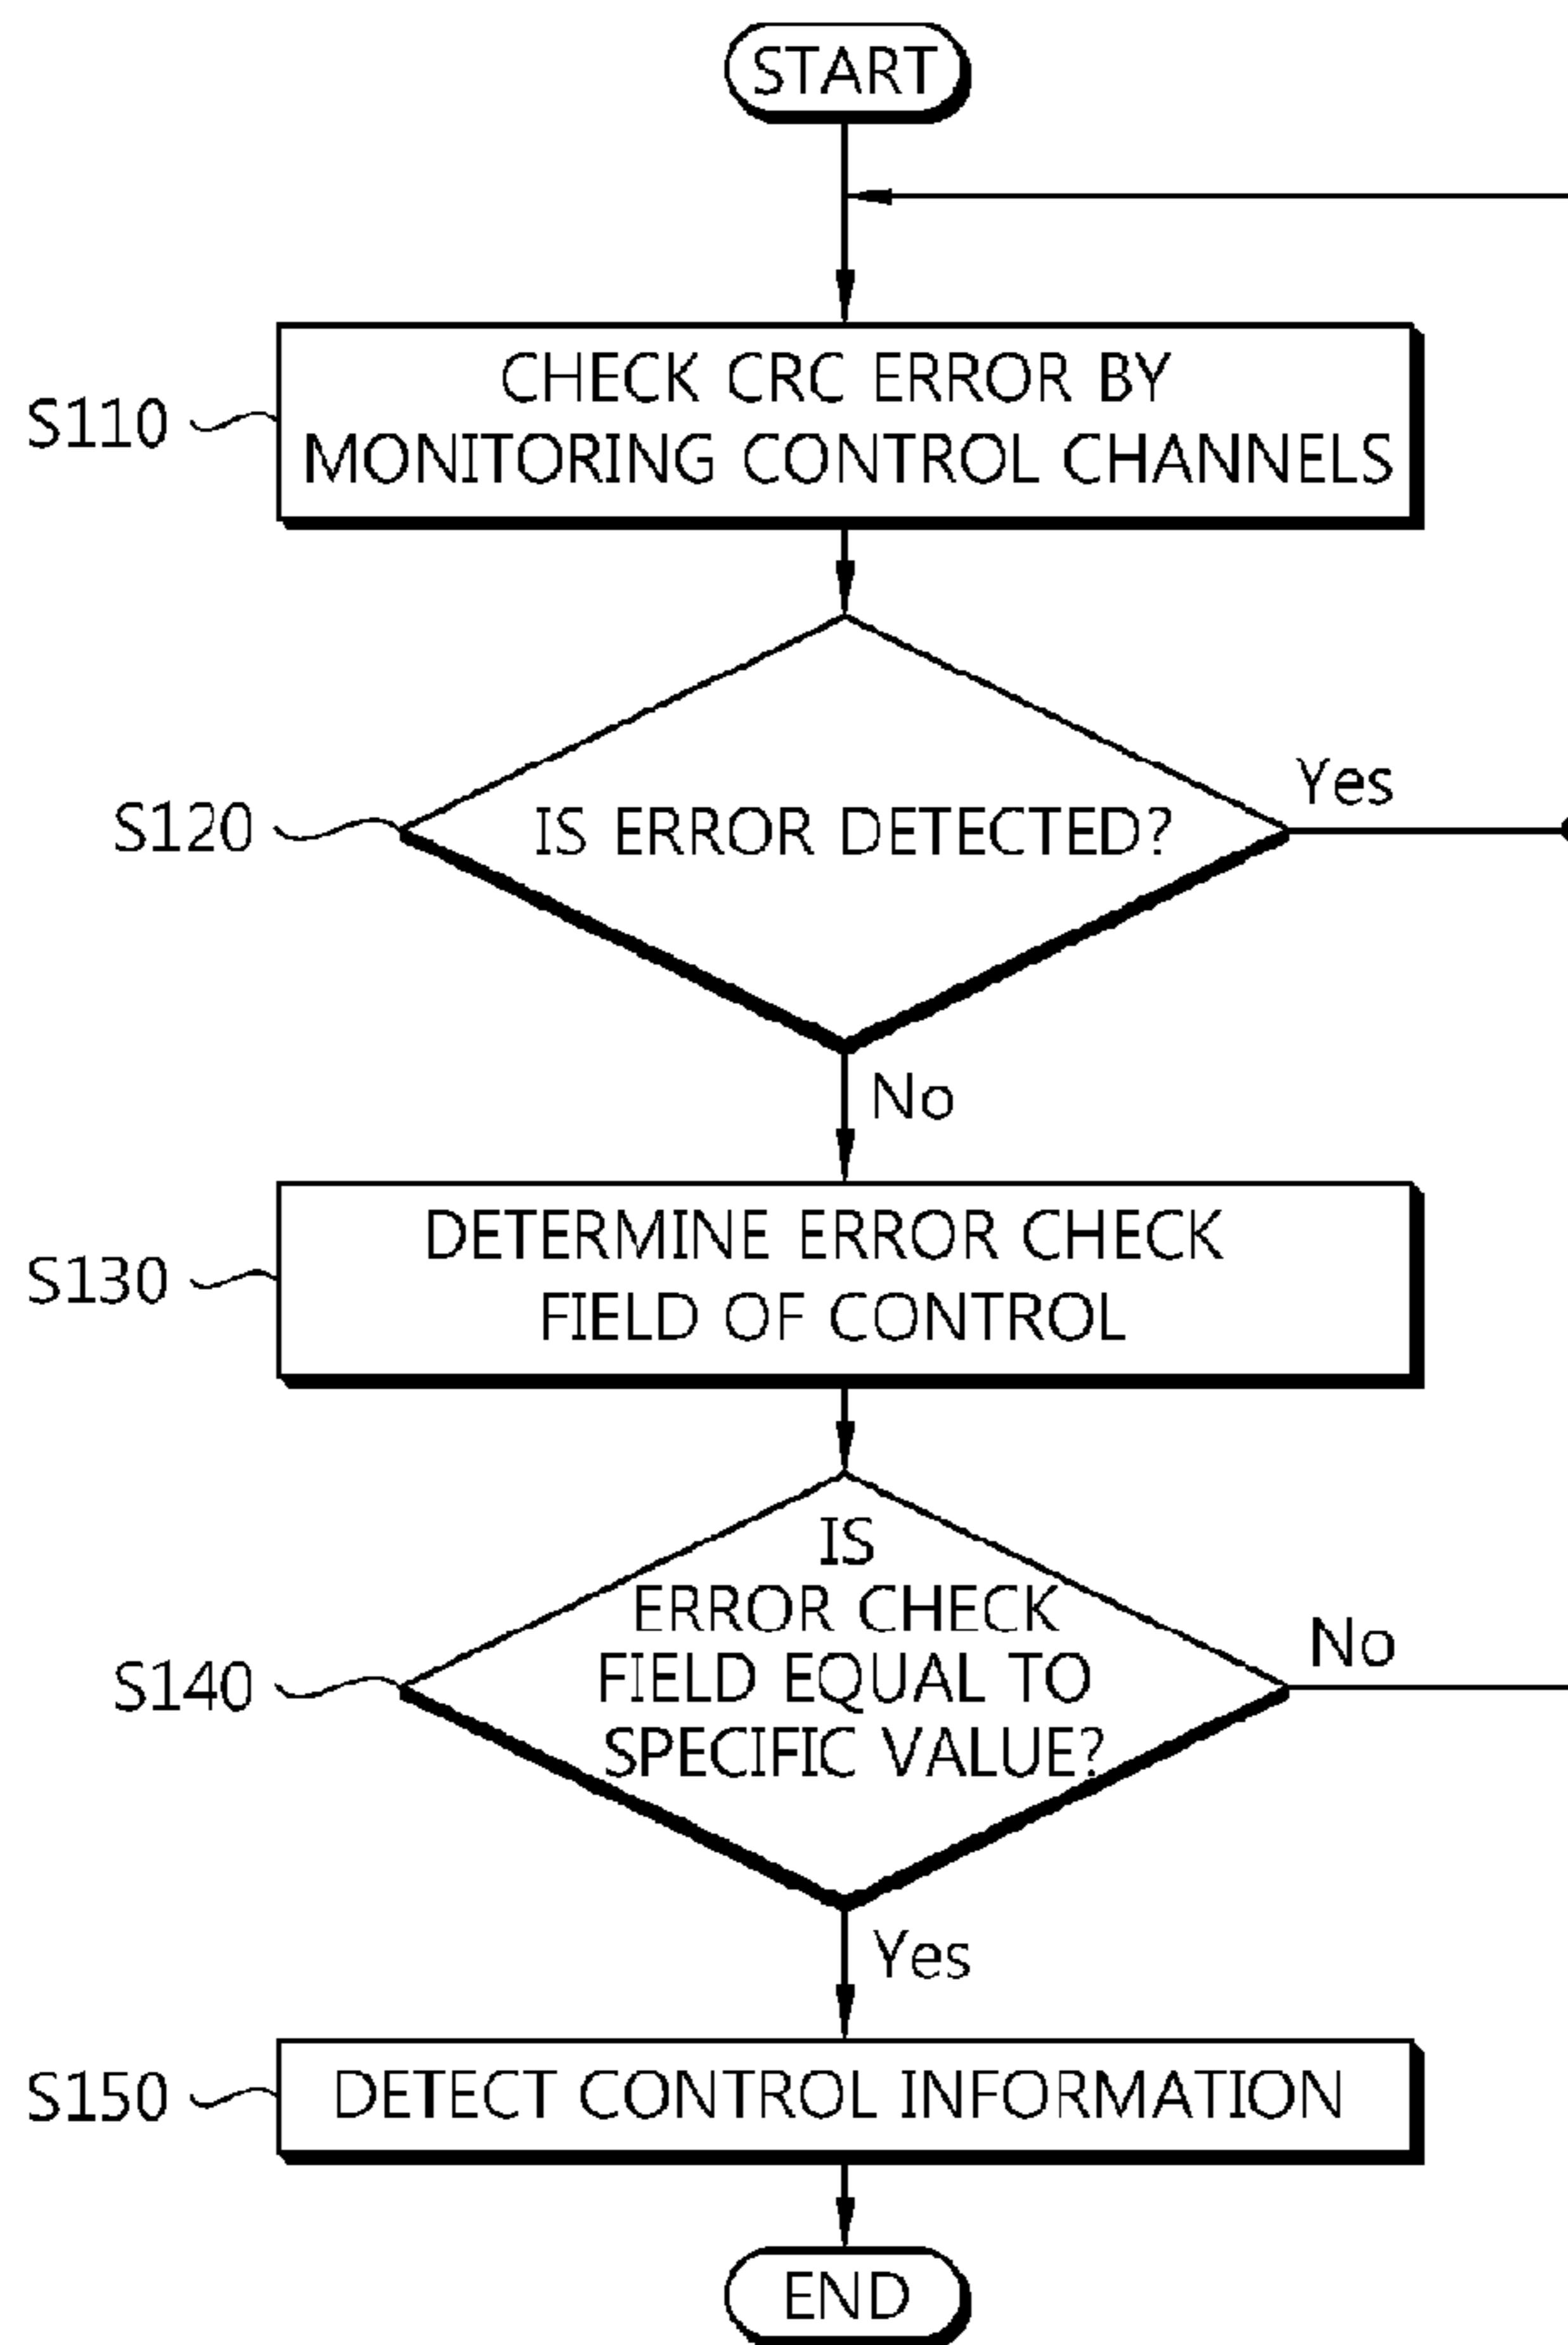 START
S110
CHECK CRC ERROR BY
MONITORING CONTROL CHANNELS
S120
IS ERROR DETECTED?
Yes
No
S130
DETERMINE ERROR CHECK
FIELD OF CONTROL
S140
IS
ERROR CHECK
FIELD EQUAL TO
SPECIFIC VALUE?
No
Yes
S150
DETECT CONTROL INFORMATION
END